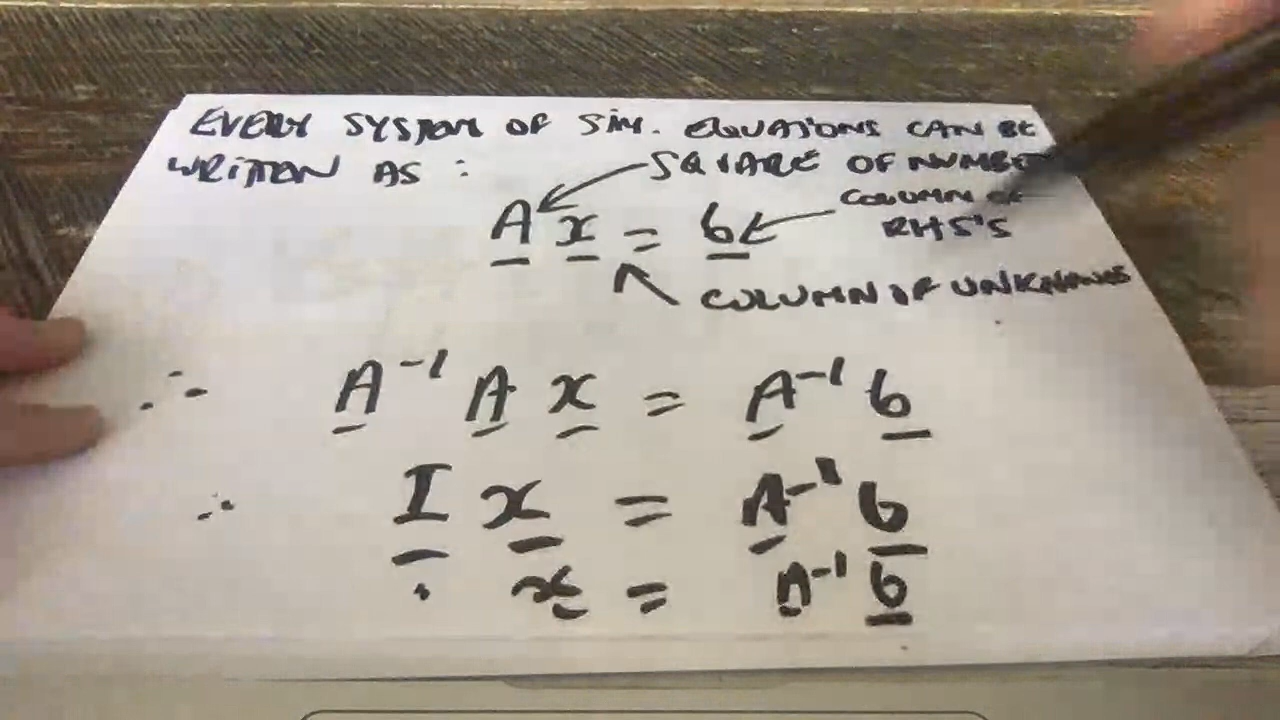 EVERY SYSTEM OF SIM. EQUATIONS CAN BE
WRITTEN AS :
SQUARE OF
A x = b
COLUMN OF
RHS'S
COLUMN OF UNKNOWNS
∴ A⁻¹ A x = A⁻¹ b
∴ I x = A⁻¹ b
x = A⁻¹ b